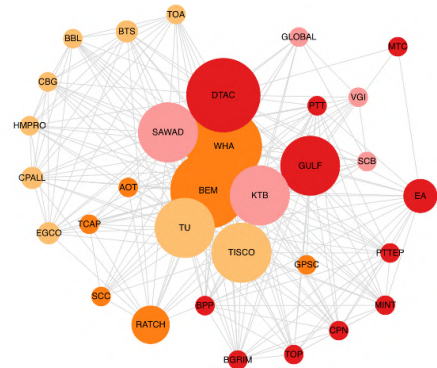 TOA
BTS
BBL
GLOBAL
MTC
CBG
DTAC
VGI
PTT
HMPRO
SAWAD
WHA
SCB
GULF
CPALL
AOT
BEM
KTB
EA
TCAP
TU
EGCO
TISCO
PTTEP
GPSC
SCC
RATCH
BPP
MINT
CPN
TOP
BGRIM